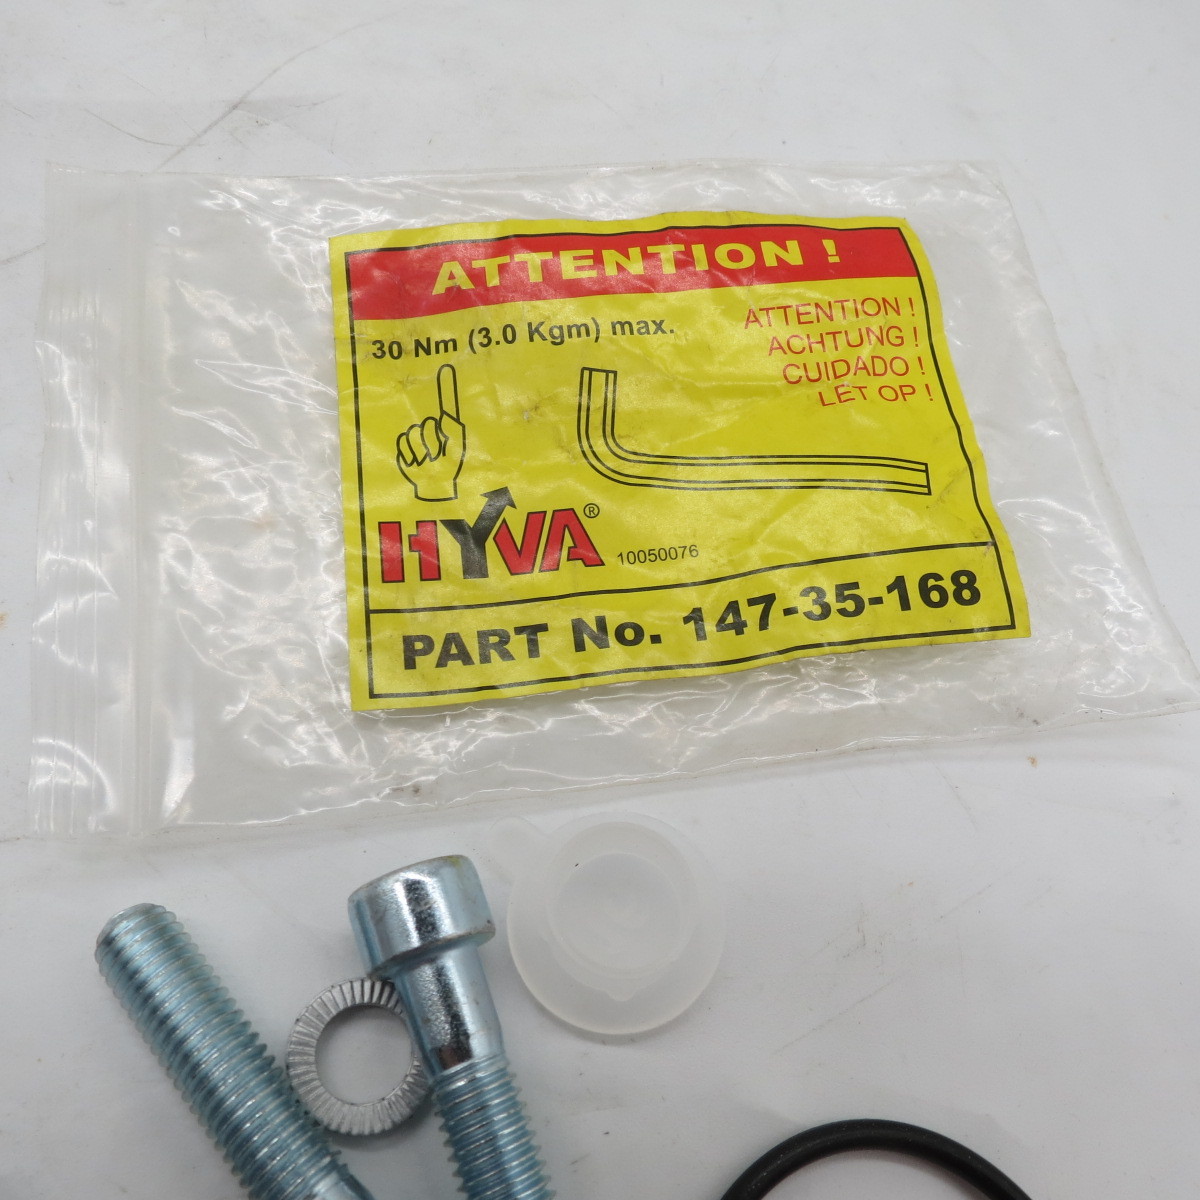 ATTENTION !
30 Nm (3.0 Kgm) max.
ATTENTION !
ACHTUNG !
CUIDADO !
LET OP !
HYVA®
10050076
PART No. 147-35-168